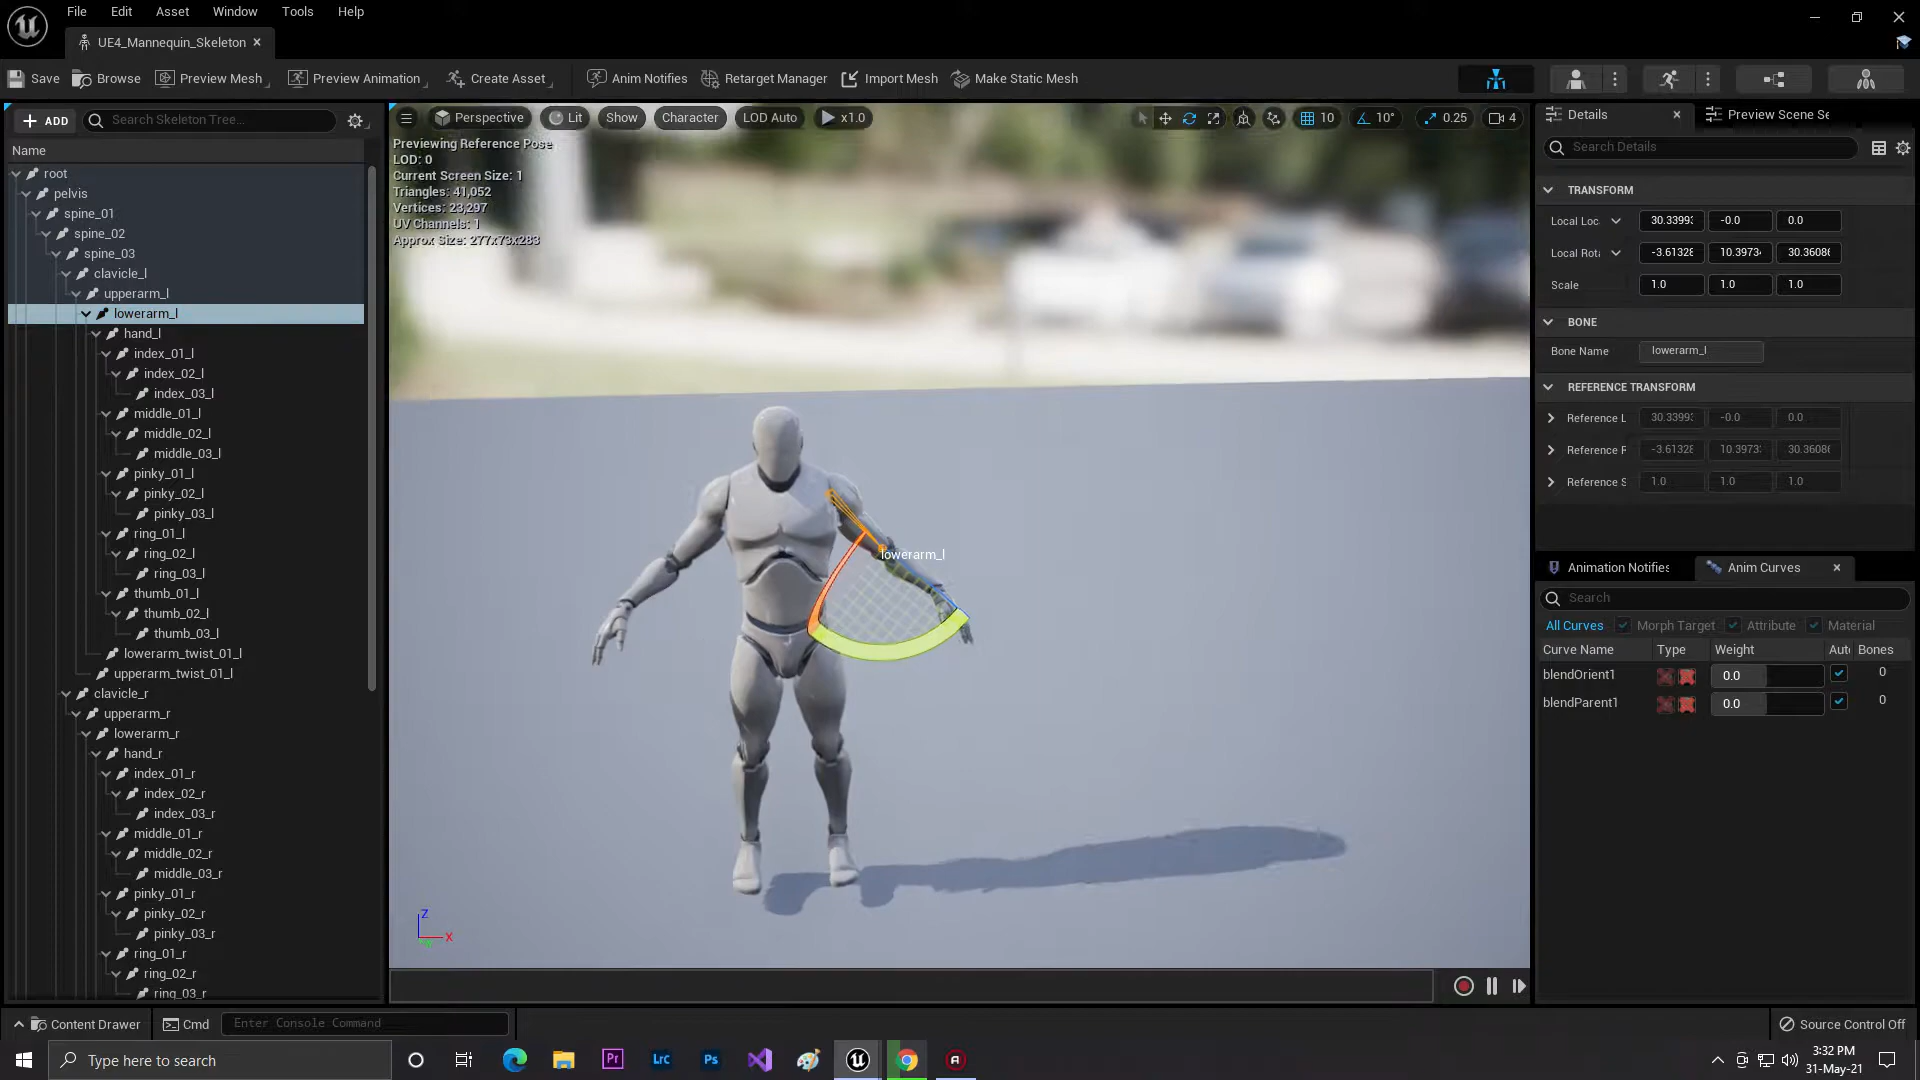 File Edit Asset Window Tools Help
UE4_Mannequin_Skeleton
Save Browse Preview Mesh Preview Animation Create Asset Anim Notifies Retarget Manager Import Mesh Make Static Mesh
ADD Search Skeleton Tree...
Name
root
pelvis
spine_01
spine_02
spine_03
clavicle_l
upperarm_l
lowerarm_l
hand_l
index_01_l
index_02_l
index_03_l
middle_01_l
middle_02_l
middle_03_l
pinky_01_l
pinky_02_l
pinky_03_l
ring_01_l
ring_02_l
ring_03_l
thumb_01_l
thumb_02_l
thumb_03_l
lowerarm_twist_01_l
upperarm_twist_01_l
clavicle_r
upperarm_r
lowerarm_r
hand_r
index_01_r
index_02_r
index_03_r
middle_01_r
middle_02_r
middle_03_r
pinky_01_r
pinky_02_r
pinky_03_r
ring_01_r
ring_02_r
ring_03_r
Perspective Lit Show Character LOD Auto x1.0 10 10° 0.25 4
Previewing Reference Pose
LOD: 0
Current Screen Size: 1
Triangles: 41,052
Vertices: 23,297
UV Channels: 1
Approx Size: 277x73x283
lowerarm_l
Z
X
Details Preview Scene Se
Search Details
TRANSFORM
Local Loc 30.3399 -0.0 0.0
Local Rot -3.6132 10.3973 30.3608
Scale 1.0 1.0 1.0
BONE
Bone Name lowerarm_l
REFERENCE TRANSFORM
Reference L 30.3399 -0.0 0.0
Reference F -3.6132 10.3973 30.3608
Reference S 1.0 1.0 1.0
Animation Notifies Anim Curves
Search
All Curves Morph Target Attribute Material
Curve Name Type Weight Aut Bones
blendOrient1 0.0 0
blendParent1 0.0 0
Content Drawer Cmd Enter Console Command Source Control Off
Type here to search Pr Lrc Ps 3:32 PM
31-May-21